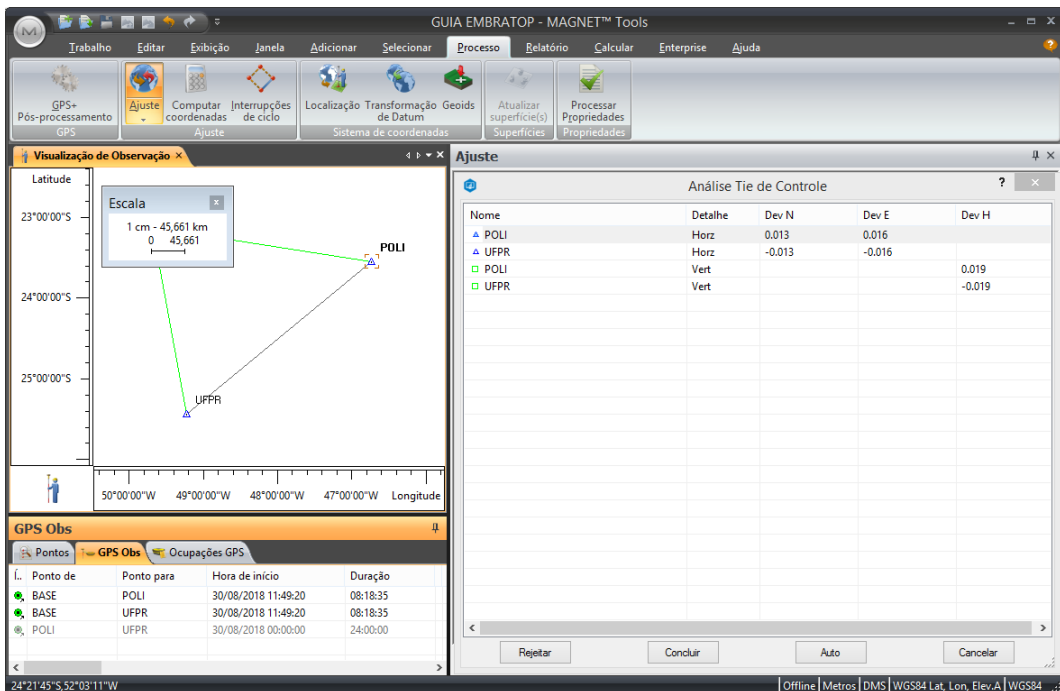 GUIA EMBRATOP - MAGNET™ Tools
Trabalho Editar Exibição Janela Adicionar Selecionar Processo Relatório Calcular Enterprise Ajuda
GPS+ Pós-processamento
Ajuste
Computar coordenadas
Interrupções de ciclo
Localização
Transformação de Datum
Geoids
Atualizar superfície(s)
Processar Propriedades
GPS Ajuste Sistema de coordenadas Superfícies Propriedades
Visualização de Observação
Latitude
Escala
1 cm - 45,661 km
0 45,661
23°00'00"S
POLI
24°00'00"S
25°00'00"S
UFPR
50°00'00"W 49°00'00"W 48°00'00"W 47°00'00"W Longitude
GPS Obs
Pontos GPS Obs Ocupações GPS
Í.. Ponto de Ponto para Hora de início Duração
BASE POLI 30/08/2018 11:49:20 08:18:35
BASE UFPR 30/08/2018 11:49:20 08:18:35
POLI UFPR 30/08/2018 00:00:00 24:00:00
Ajuste
Análise Tie de Controle
Nome Detalhe Dev N Dev E Dev H
POLI Horz 0.013 0.016
UFPR Horz -0.013 -0.016
POLI Vert 0.019
UFPR Vert -0.019
Rejeitar Concluir Auto Cancelar
24°21'45"S,52°03'11"W
Offline Metros DMS WGS84 Lat, Lon, Elev.A WGS84